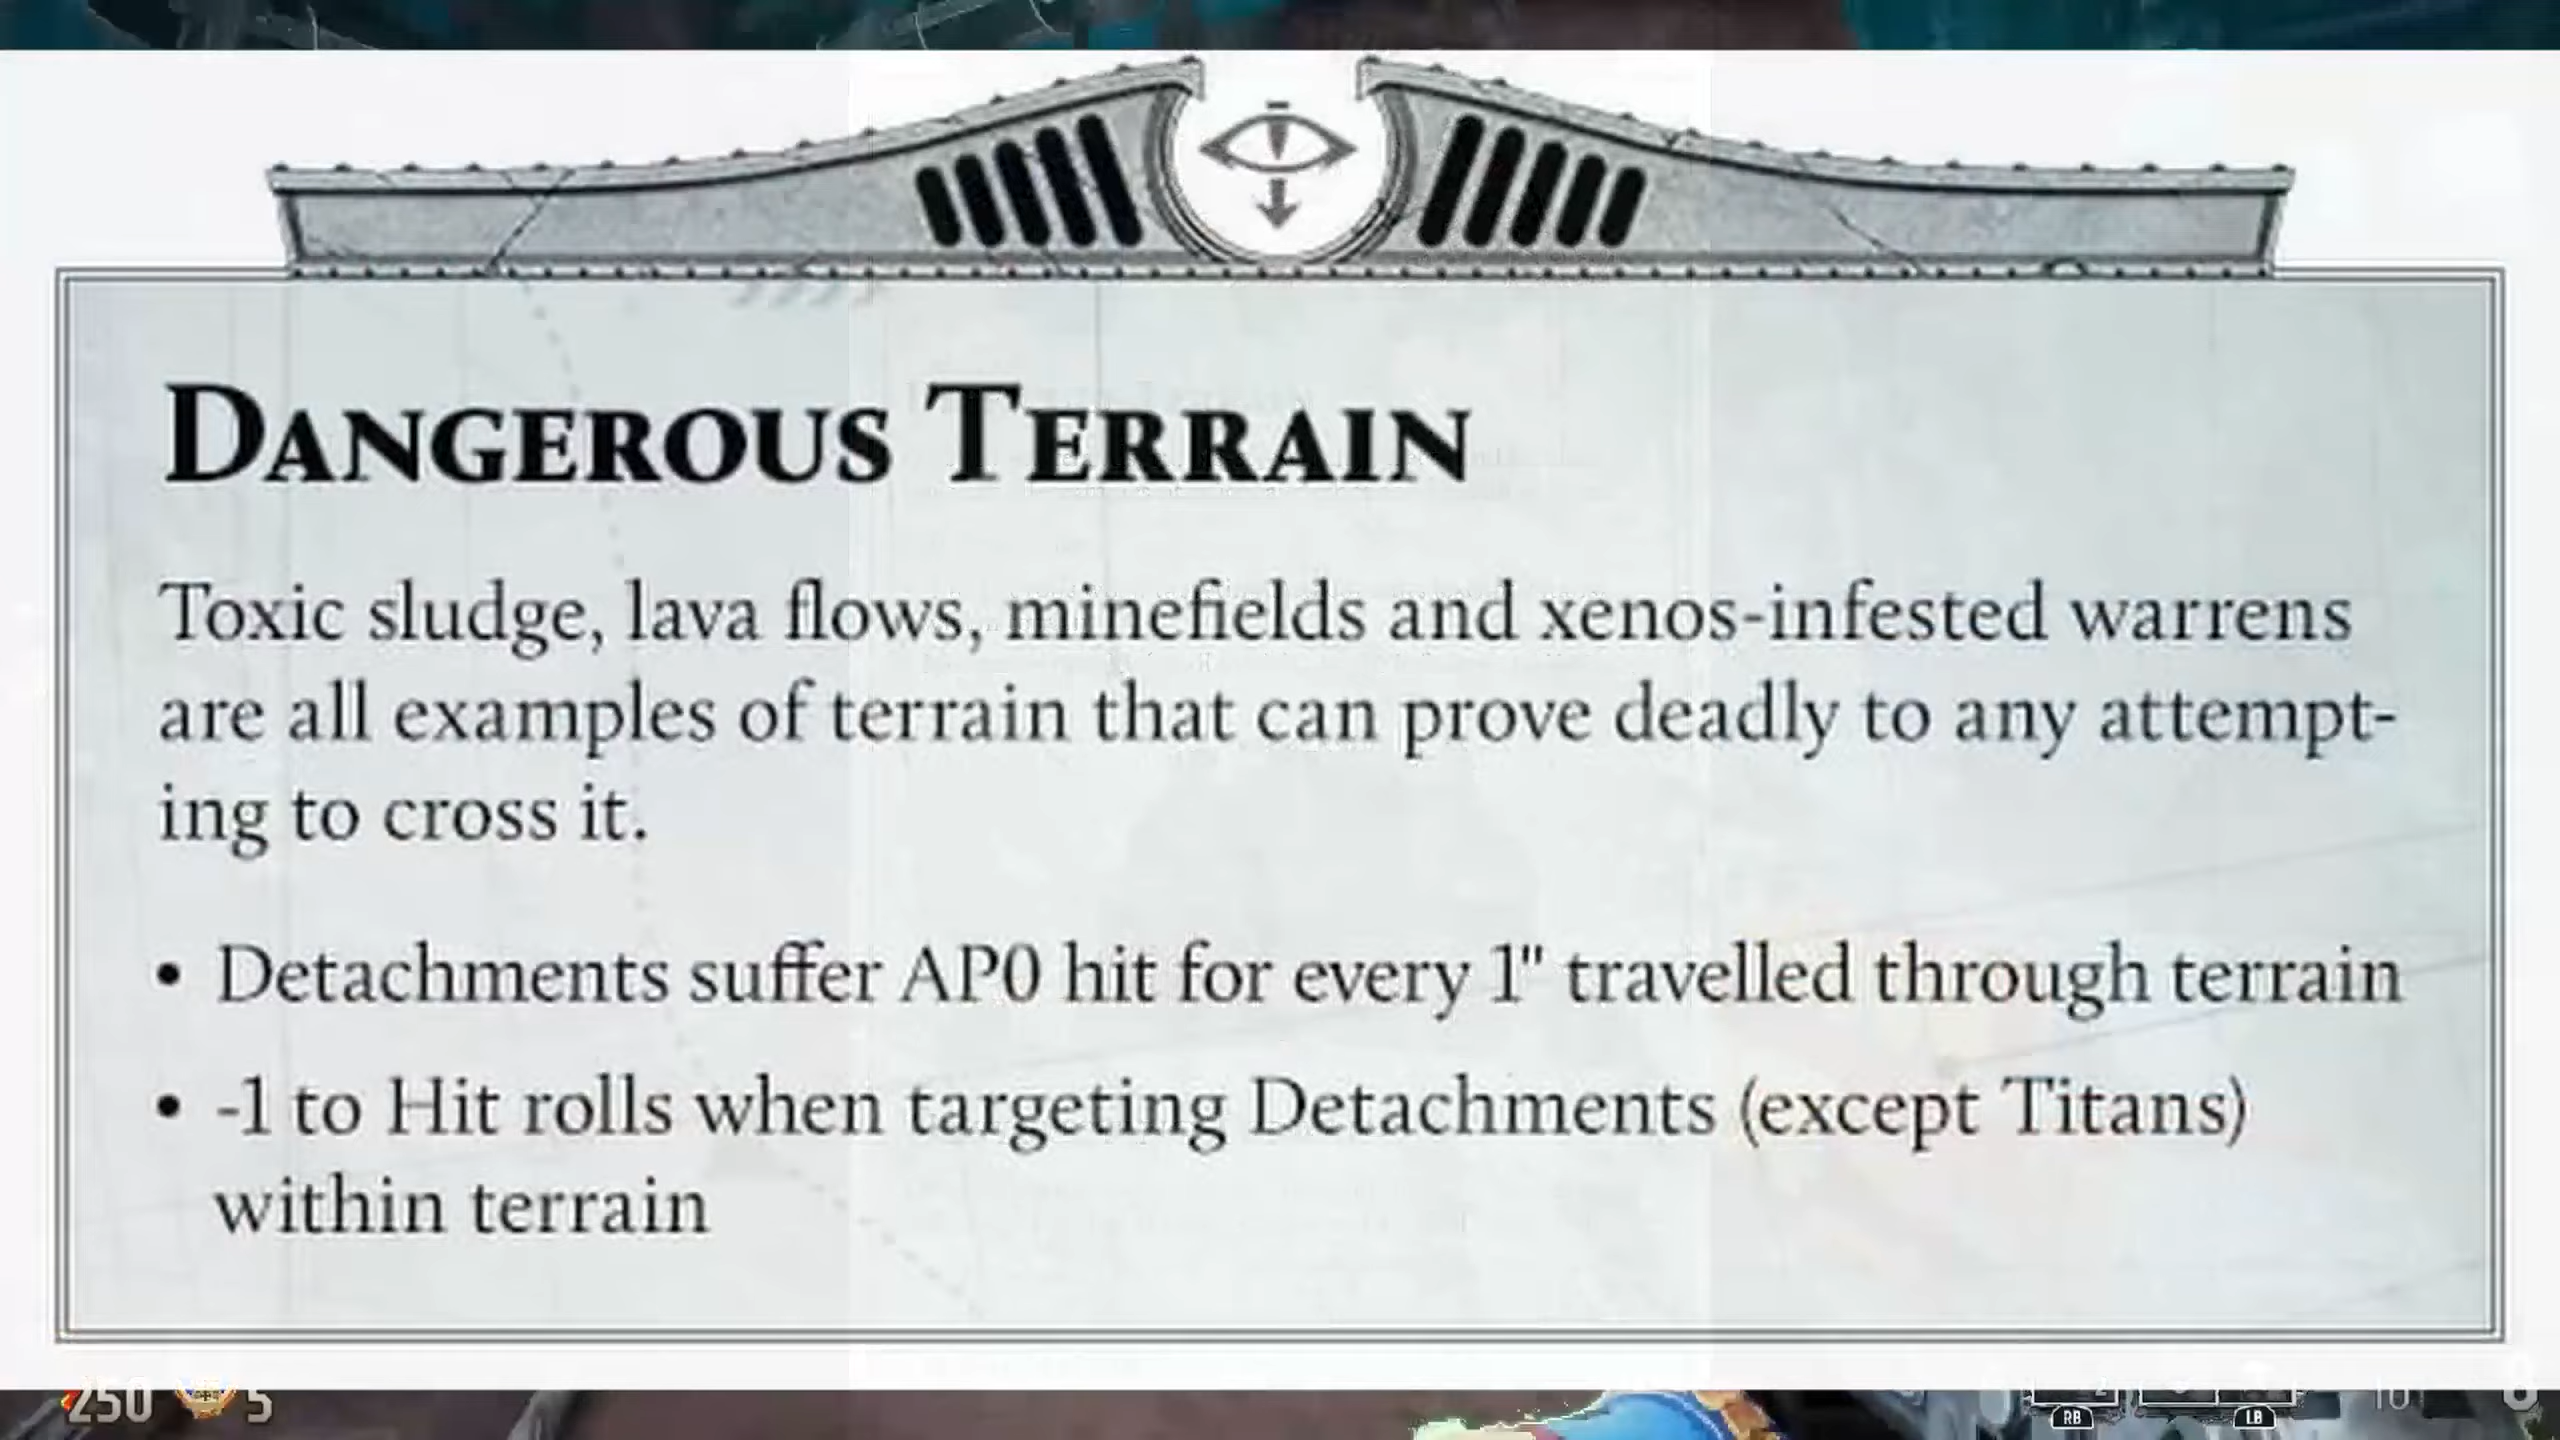 DANGEROUS TERRAIN
Toxic sludge, lava flows, minefields and xenos-infested warrens
are all examples of terrain that can prove deadly to any attempt-
ing to cross it.
• Detachments suffer AP0 hit for every 1" travelled through terrain
• -1 to Hit rolls when targeting Detachments (except Titans)
within terrain
250 5
RB LB